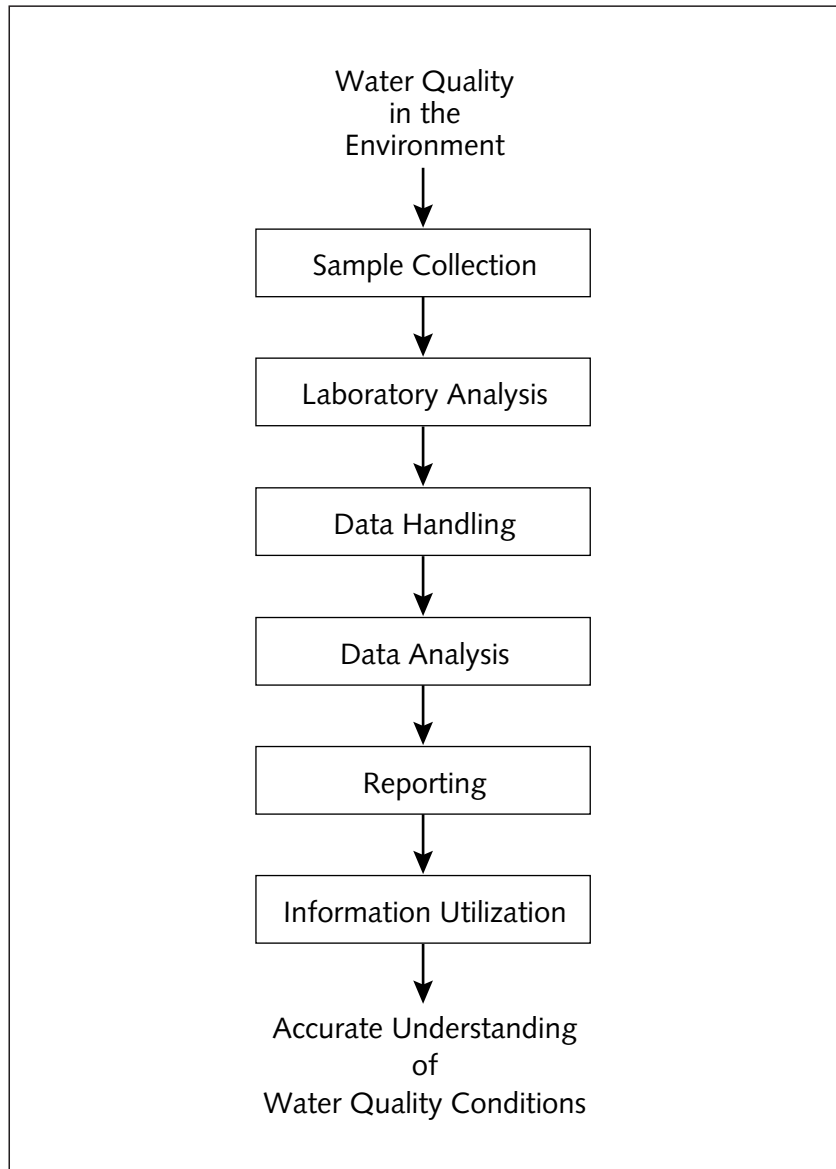 Water Quality
in the
Environment
Sample Collection
Laboratory Analysis
Data Handling
Data Analysis
Reporting
Information Utilization
Accurate Understanding
of
Water Quality Conditions